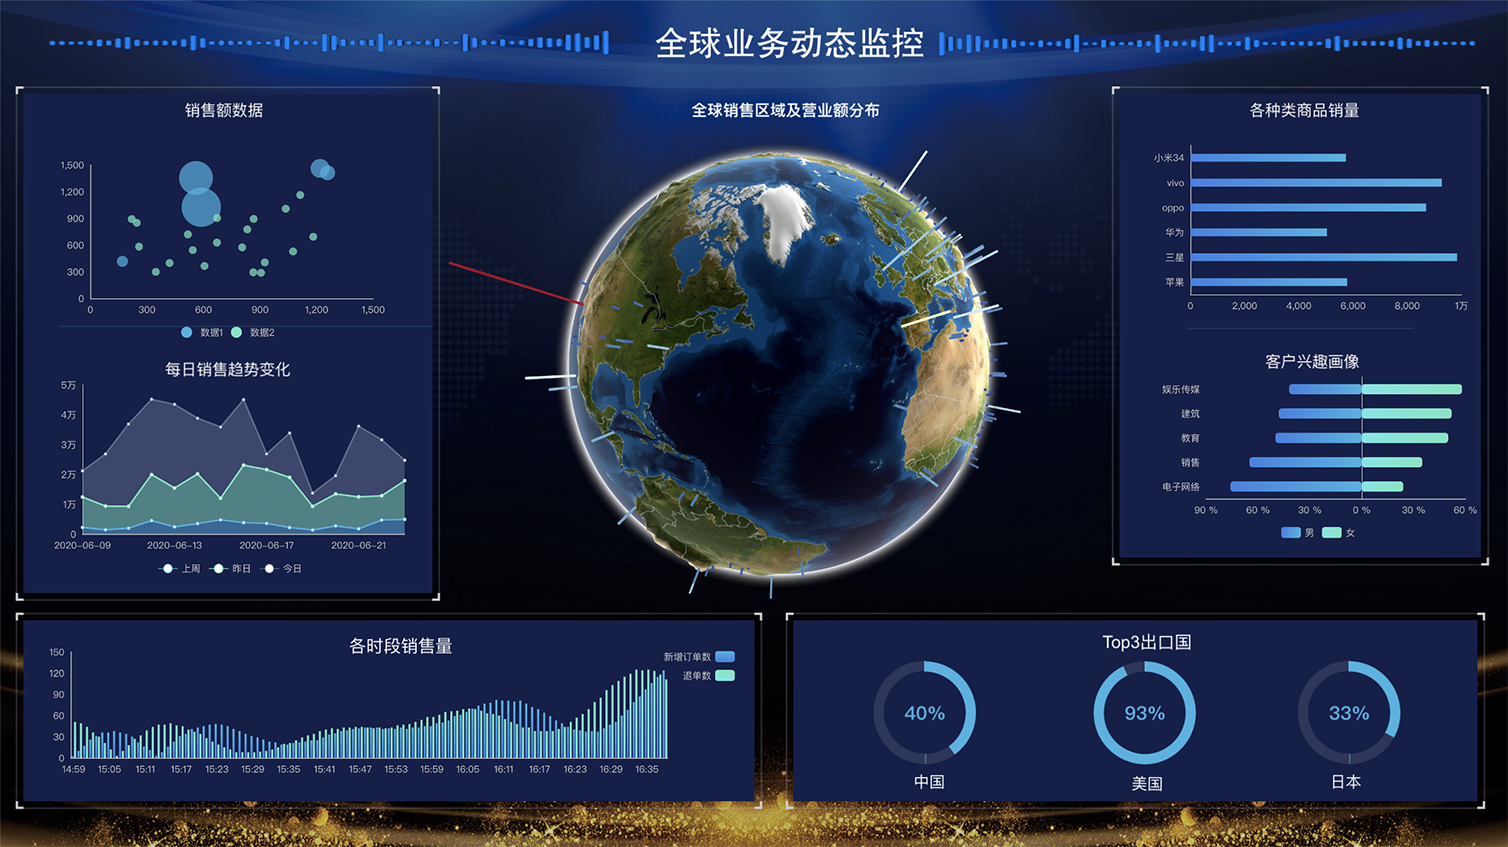 全球业务动态监控
销售额数据
1,500
1,200
900
600
300
0
0 300 600 900 1,200 1,500
数据1 数据2
每日销售趋势变化
5万
4万
3万
2万
1万
0
2020-06-09 2020-06-13 2020-06-17 2020-06-21
上周 昨日 今日
全球销售区域及营业额分布
各种类商品销量
小米34
vivo
oppo
华为
三星
苹果
0 2,000 4,000 6,000 8,000 1万
客户兴趣画像
娱乐传媒
建筑
教育
销售
电子网络
90 % 60 % 30 % 0 % 30 % 60 %
男 女
各时段销售量
新增订单数
退单数
150
120
90
60
30
0
14:59 15:05 15:11 15:17 15:23 15:29 15:35 15:41 15:47 15:53 15:59 16:05 16:11 16:17 16:23 16:29 16:35
Top3出口国
40% 93% 33%
中国 美国 日本